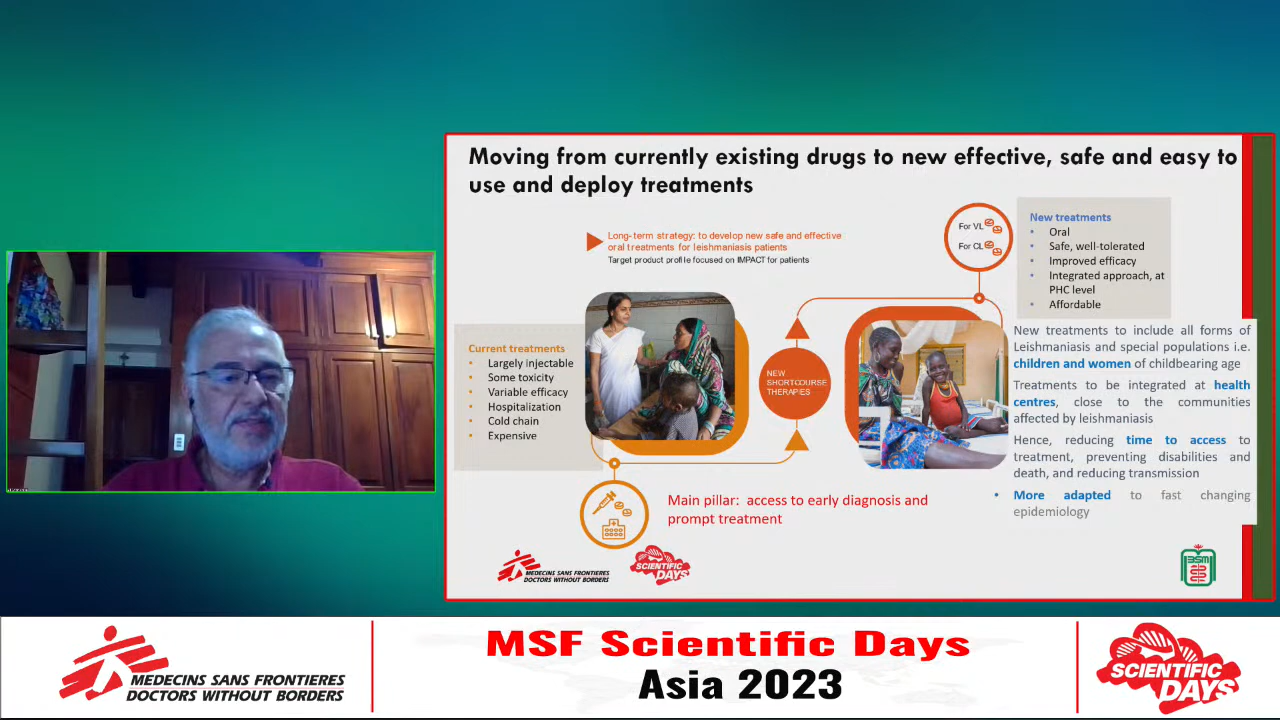 Moving from currently existing drugs to new effective, safe and easy to
use and deploy treatments
Long-term strategy: to develop new safe and effective
oral treatments for leishmaniasis patients
Target product profile focused on IMPACT for patients
For VL
For CL
New treatments
• Oral
• Safe, well-tolerated
• Improved efficacy
• Integrated approach, at
PHC level
• Affordable
Current treatments
• Largely injectable
• Some toxicity
• Variable efficacy
• Hospitalization
• Cold chain
• Expensive
NEW
SHORT-COURSE
THERAPIES
New treatments to include all forms of
Leishmaniasis and special populations i.e.
children and women of childbearing age
Treatments to be integrated at health
centres, close to the communities
affected by leishmaniasis
Hence, reducing time to access to
treatment, preventing disabilities and
death, and reducing transmission
• More adapted to fast changing
epidemiology
Main pillar: access to early diagnosis and
prompt treatment
MEDECINS SANS FRONTIERES
DOCTORS WITHOUT BORDERS
SCIENTIFIC
DAYS
BSMM
MEDECINS SANS FRONTIERES
DOCTORS WITHOUT BORDERS
MSF Scientific Days
Asia 2023
SCIENTIFIC
DAYS